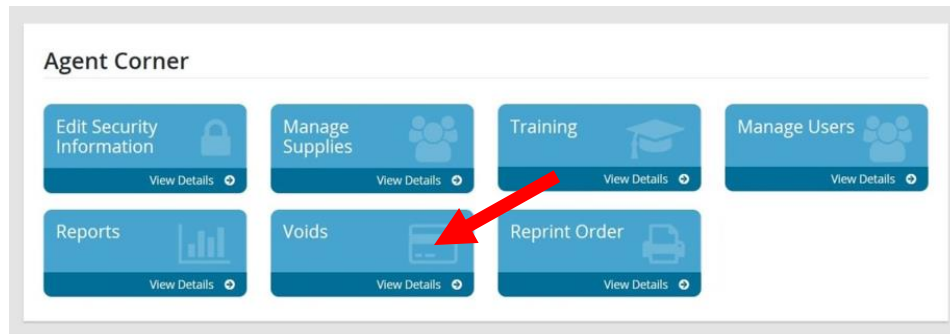 Agent Corner
Edit Security
Information
View Details
Manage
Supplies
View Details
Training
View Details
Manage Users
View Details
Reports
View Details
Voids
View Details
Reprint Order
View Details